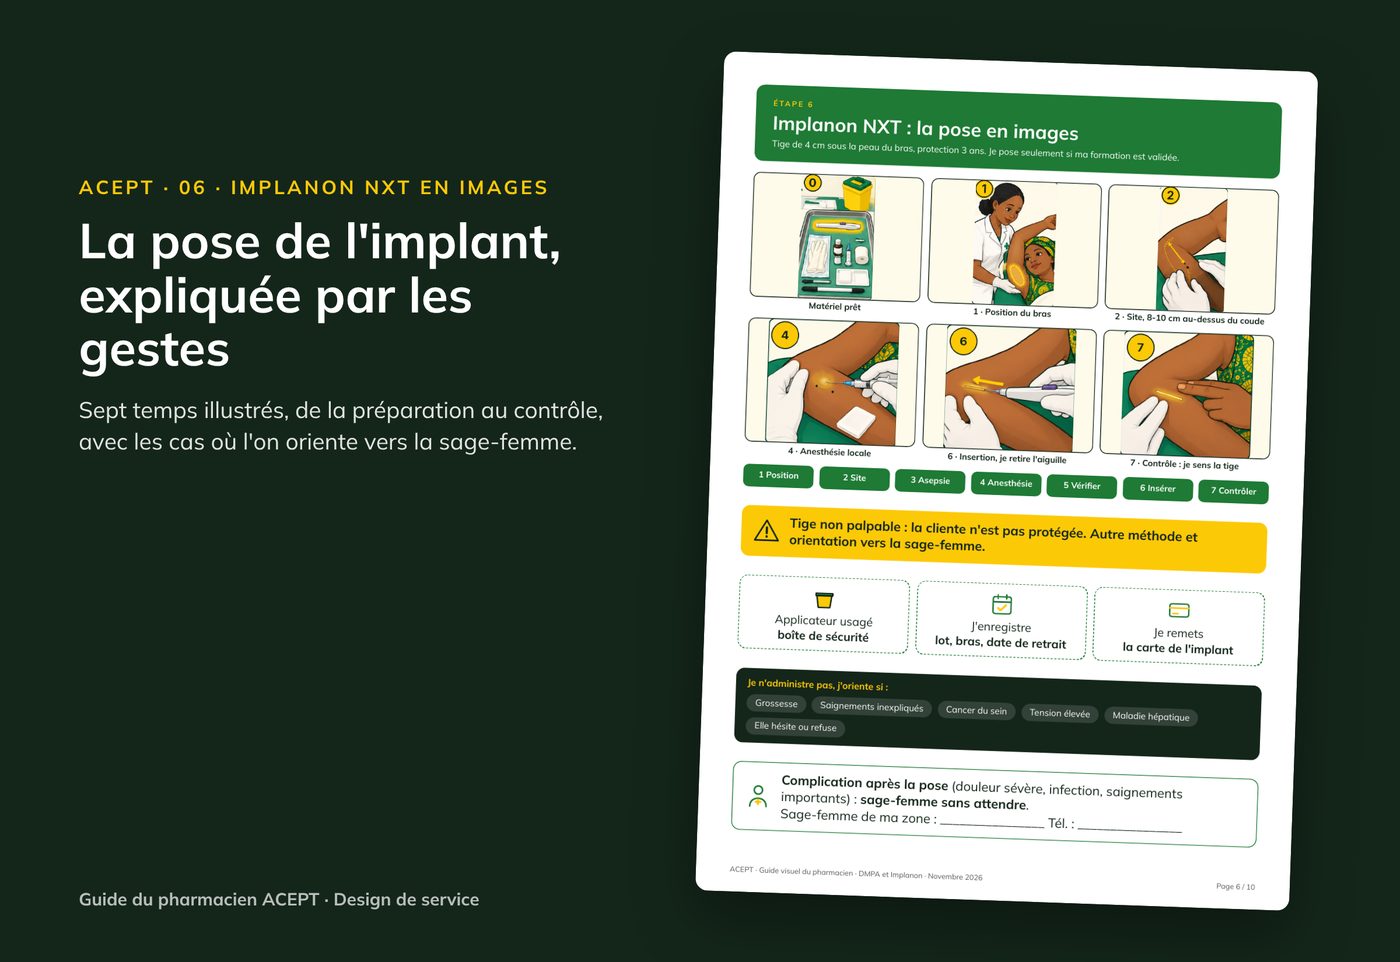 ACEPT · 06 · IMPLANON NXT EN IMAGES
La pose de l'implant,
expliquée par les
gestes
Sept temps illustrés, de la préparation au contrôle,
avec les cas où l'on oriente vers la sage-femme.
Guide du pharmacien ACEPT · Design de service
ÉTAPE 6
Implanon NXT : la pose en images
Tige de 4 cm sous la peau du bras, protection 3 ans. Je pose seulement si ma formation est validée.
0
1
2
Matériel prêt
1 · Position du bras
2 · Site, 8-10 cm au-dessus du coude
4
6
7
4 · Anesthésie locale
6 · Insertion, je retire l'aiguille
7 · Contrôle : je sens la tige
1 Position
2 Site
3 Asepsie
4 Anesthésie
5 Vérifier
6 Insérer
7 Contrôler
Tige non palpable : la cliente n'est pas protégée. Autre méthode et
orientation vers la sage-femme.
Applicateur usagé
boîte de sécurité
J'enregistre
lot, bras, date de retrait
Je remets
la carte de l'implant
Je n'administre pas, j'oriente si :
Grossesse
Saignements inexpliqués
Cancer du sein
Tension élevée
Maladie hépatique
Elle hésite ou refuse
Complication après la pose (douleur sévère, infection, saignements
importants) : sage-femme sans attendre.
Sage-femme de ma zone : ________________ Tél. : ________________
ACEPT · Guide visuel du pharmacien · DMPA et Implanon · Novembre 2026
Page 6 / 10